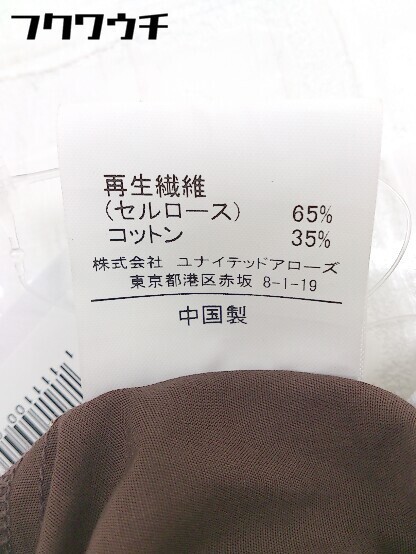 フクワウチ
再生繊維
(セルロース) 65%
コットン 35%
株式会社 ユナイテッドアローズ
東京都港区赤坂 8-1-19
中国製